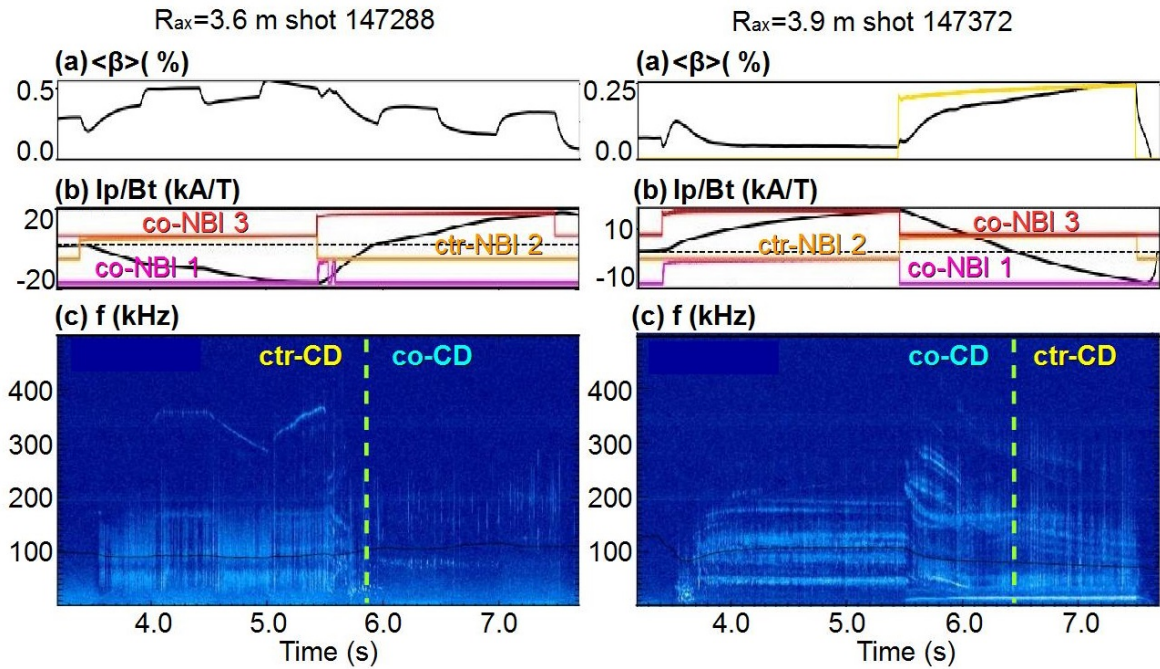 Rax=3.6 m shot 147288
(a) <β>( %)
0.5
0.0
(b) Ip/Bt (kA/T)
20
-20
co-NBI 3
ctr-NBI 2
co-NBI 1
(c) f (kHz)
ctr-CD
co-CD
400
300
200
100
4.0 5.0 6.0 7.0
Time (s)
Rax=3.9 m shot 147372
(a) <β>( %)
0.25
0.0
(b) Ip/Bt (kA/T)
10
-10
co-NBI 3
ctr-NBI 2
co-NBI 1
(c) f (kHz)
co-CD
ctr-CD
400
300
200
100
4.0 5.0 6.0 7.0
Time (s)